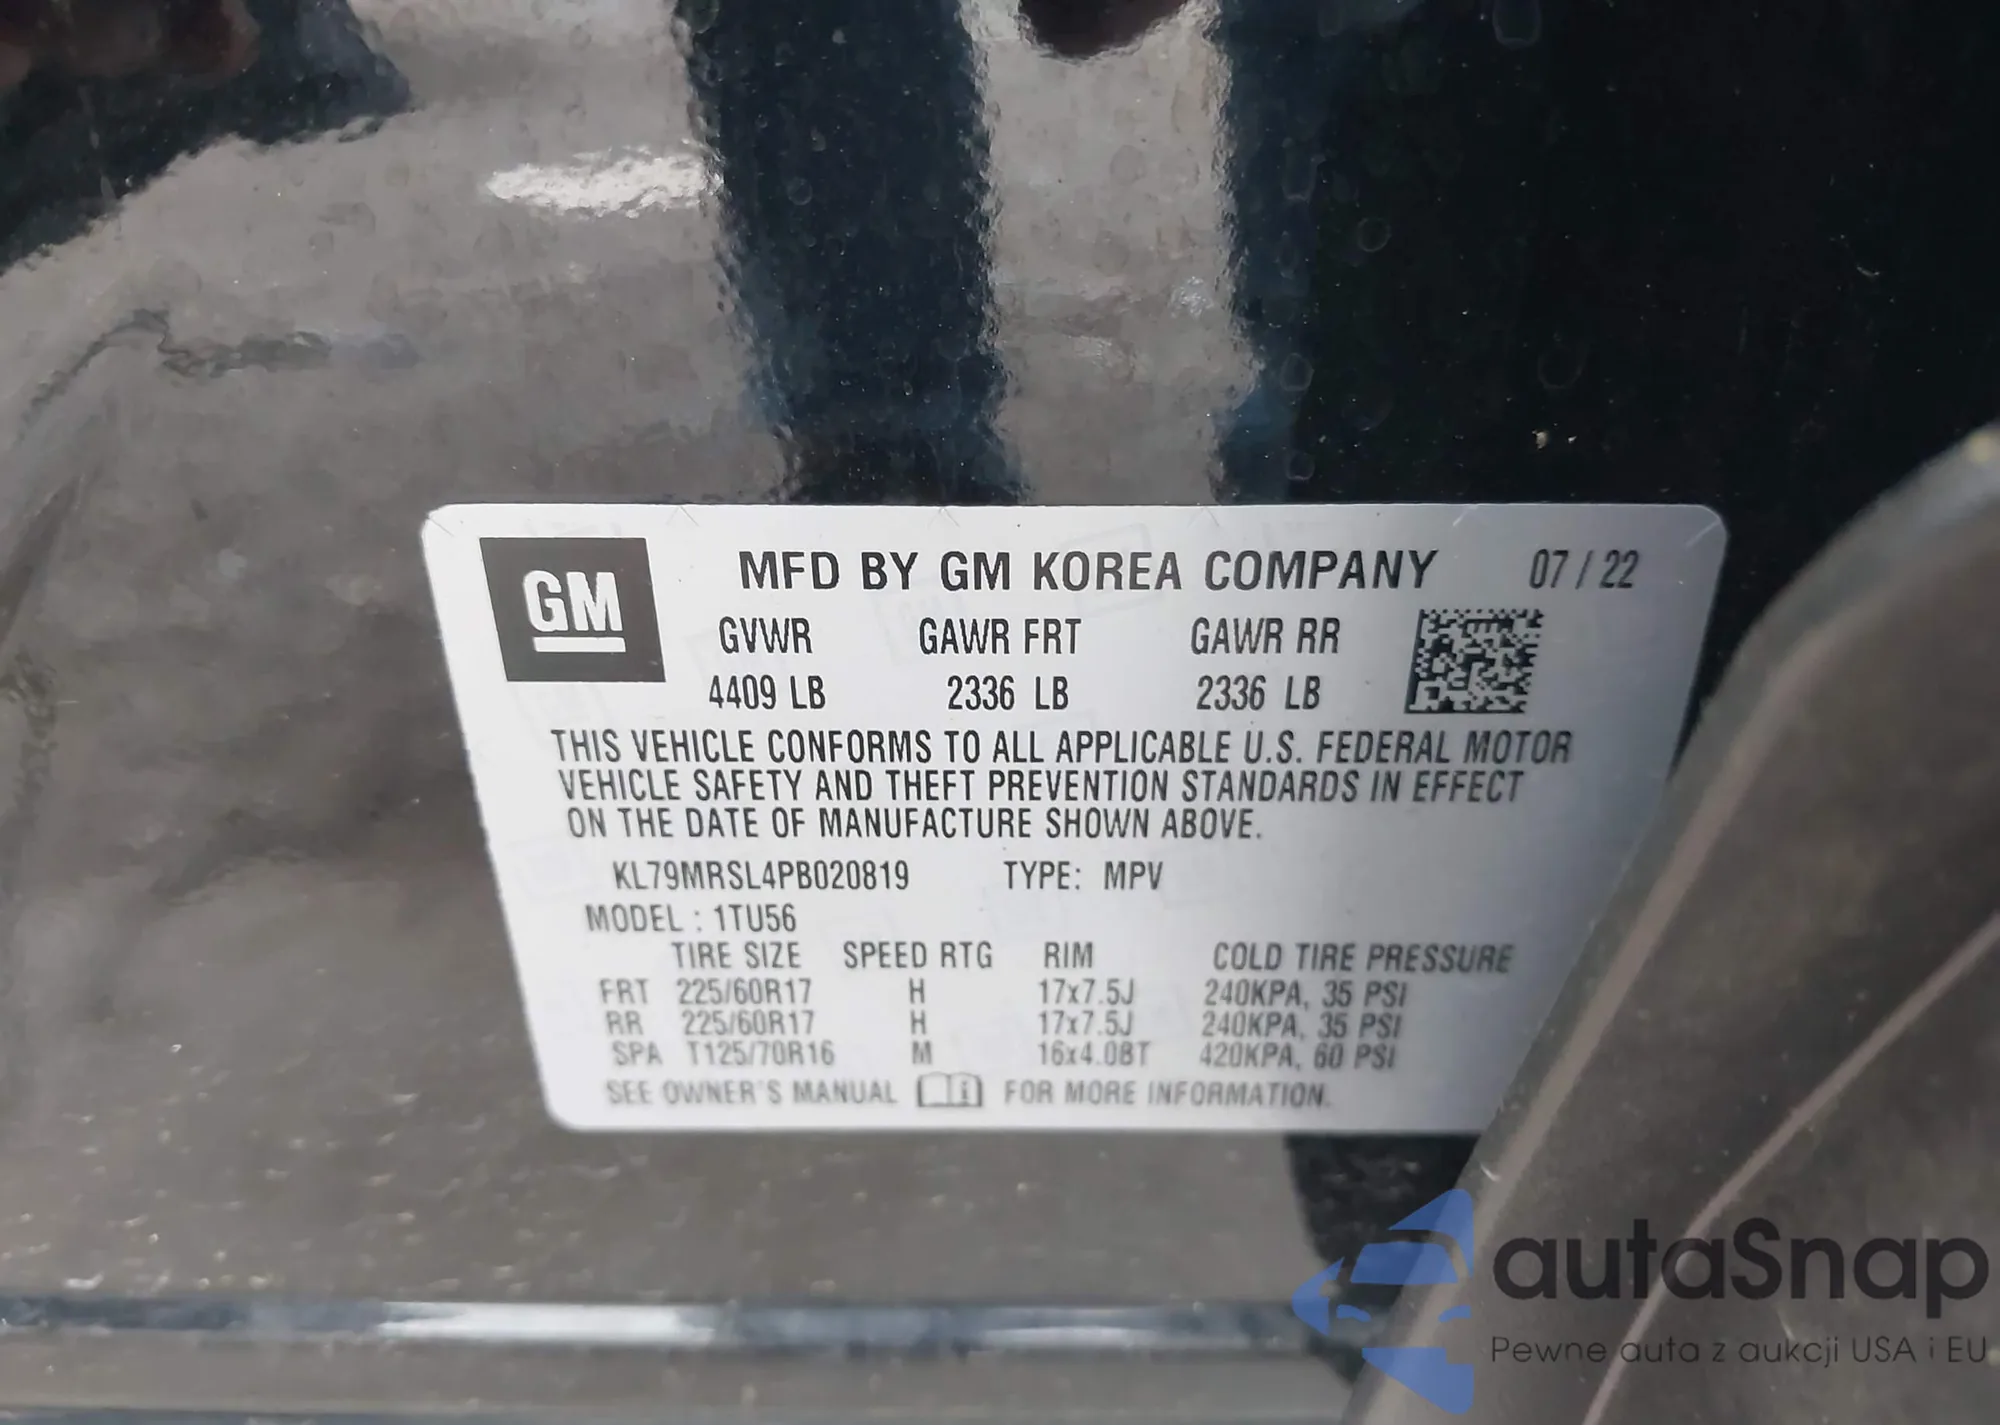 GM
MFD BY GM KOREA COMPANY 07 / 22
GVWR GAWR FRT GAWR RR
4409 LB 2336 LB 2336 LB
THIS VEHICLE CONFORMS TO ALL APPLICABLE U.S. FEDERAL MOTOR
VEHICLE SAFETY AND THEFT PREVENTION STANDARDS IN EFFECT
ON THE DATE OF MANUFACTURE SHOWN ABOVE.
KL79MRSL4PB020819 TYPE: MPV
MODEL : 1TU56
TIRE SIZE SPEED RTG RIM COLD TIRE PRESSURE
FRT 225/60R17 H 17x7.5J 240KPA, 35 PSI
RR 225/60R17 H 17x7.5J 240KPA, 35 PSI
SPA T125/70R16 M 16x4.0BT 420KPA, 60 PSI
SEE OWNER'S MANUAL FOR MORE INFORMATION.
autaSnap
Pewne auta z aukcji USA i EU